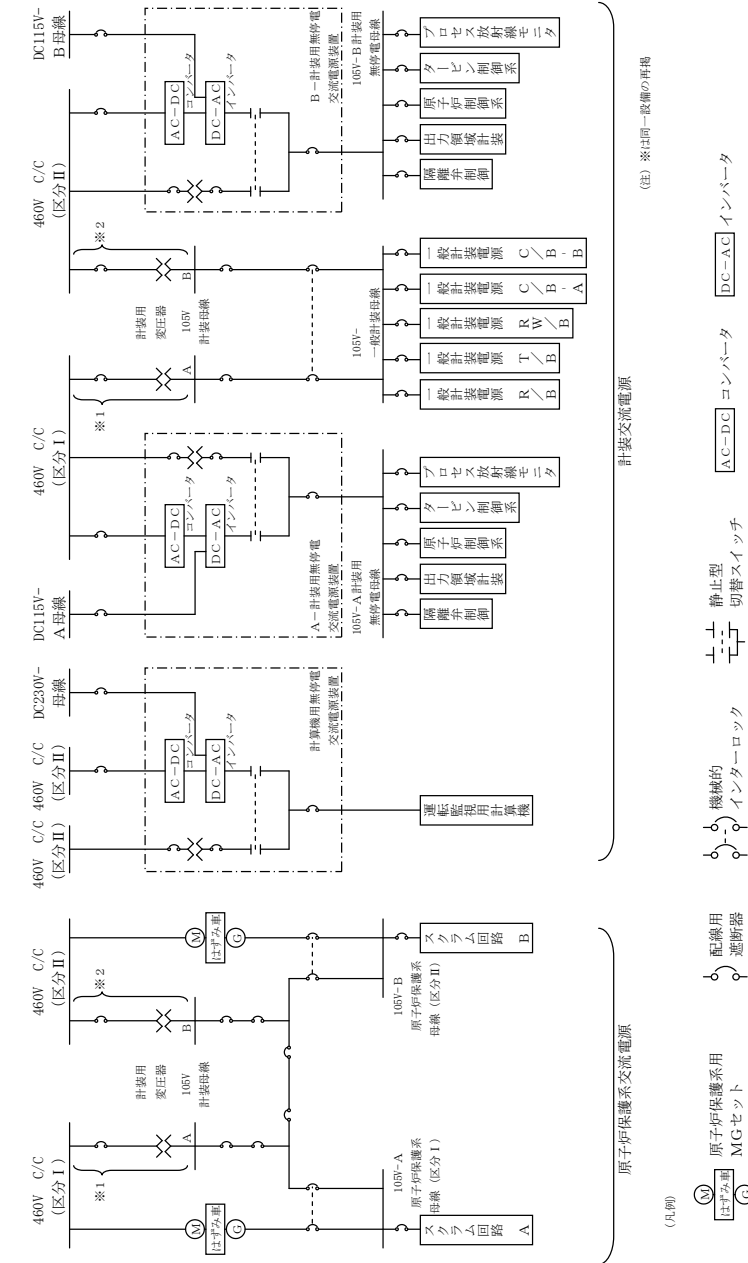 460V C/C
(区分Ⅰ)
460V C/C
(区分Ⅱ)
※1
※2
計装用
変圧器
105V
計装母線
A
B
M
はずみ車
G
M
はずみ車
G
105V-A
原子炉保護系
母線(区分Ⅰ)
105V-B
原子炉保護系
母線(区分Ⅱ)
スクラム回路 A
スクラム回路 B
原子炉保護系交流電源
460V C/C
(区分Ⅱ)
460V C/C
(区分Ⅱ)
DC230V-
母線
AC-DC
コンバータ
DC-AC
インバータ
計算機用無停電
交流電源装置
運転監視用計算機
DC115V-
A母線
460V C/C
(区分Ⅰ)
AC-DC
コンバータ
DC-AC
インバータ
A-計装用無停電
交流電源装置
105V-A計装用
無停電母線
隔離弁制御
出力領域計装
原子炉制御系
タービン制御系
プロセス放射線モニタ
※1
※2
計装用
変圧器
105V
計装母線
A
B
105V-
一般計装母線
一般計装電源 R/B
一般計装電源 T/B
一般計装電源 RW/B
一般計装電源 C/B-A
一般計装電源 C/B-B
460V C/C
(区分Ⅱ)
DC115V-
B母線
AC-DC
コンバータ
DC-AC
インバータ
B-計装用無停電
交流電源装置
105V-B計装用
無停電母線
隔離弁制御
出力領域計装
原子炉制御系
タービン制御系
プロセス放射線モニタ
計装交流電源
(注)※は同一設備の再掲
(凡例)
M
はずみ車
G
原子炉保護系用
MGセット
配線用
遮断器
機械的
インターロック
静止型
切替スイッチ
AC-DC コンバータ
DC-AC インバータ